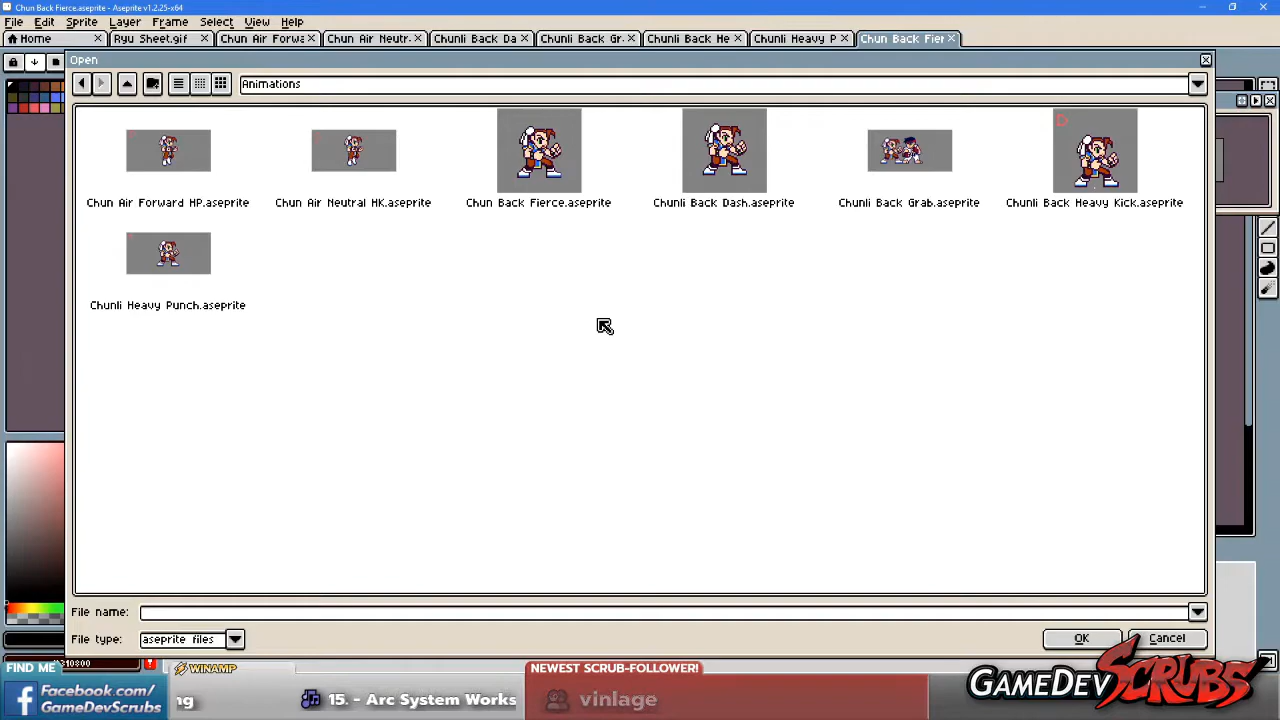 Chun Back Fierce.aseprite - Aseprite v1.2.25-x64
File Edit Sprite Layer Frame Select View Help
Home Ryu Sheet.gif Chun Air Forwa Chun Air Neutr. Chunli Back Da Chunli Back Gr. Chunli Back He Chunli Heavy P Chun Back Fier
Open
Animations
Chun Air Forward HP.aseprite Chun Air Neutral HK.aseprite Chun Back Fierce.aseprite Chunli Back Dash.aseprite Chunli Back Grab.aseprite Chunli Back Heavy Kick.aseprite
Chunli Heavy Punch.aseprite
File name:
File type: aseprite files
OK Cancel
FIND ME WINAMP NEWEST SCRUB-FOLLOWER!
Facebook.com/
GameDevScrubs
ng 15. - Arc System Works
vinlage
GAMEDEV SCRUBS